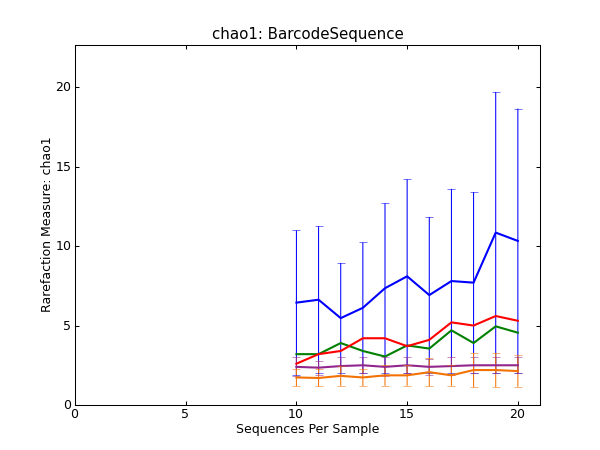 chao1: BarcodeSequence
Rarefaction Measure: chao1
20
15
10
5
0
0 5 10 15 20
Sequences Per Sample